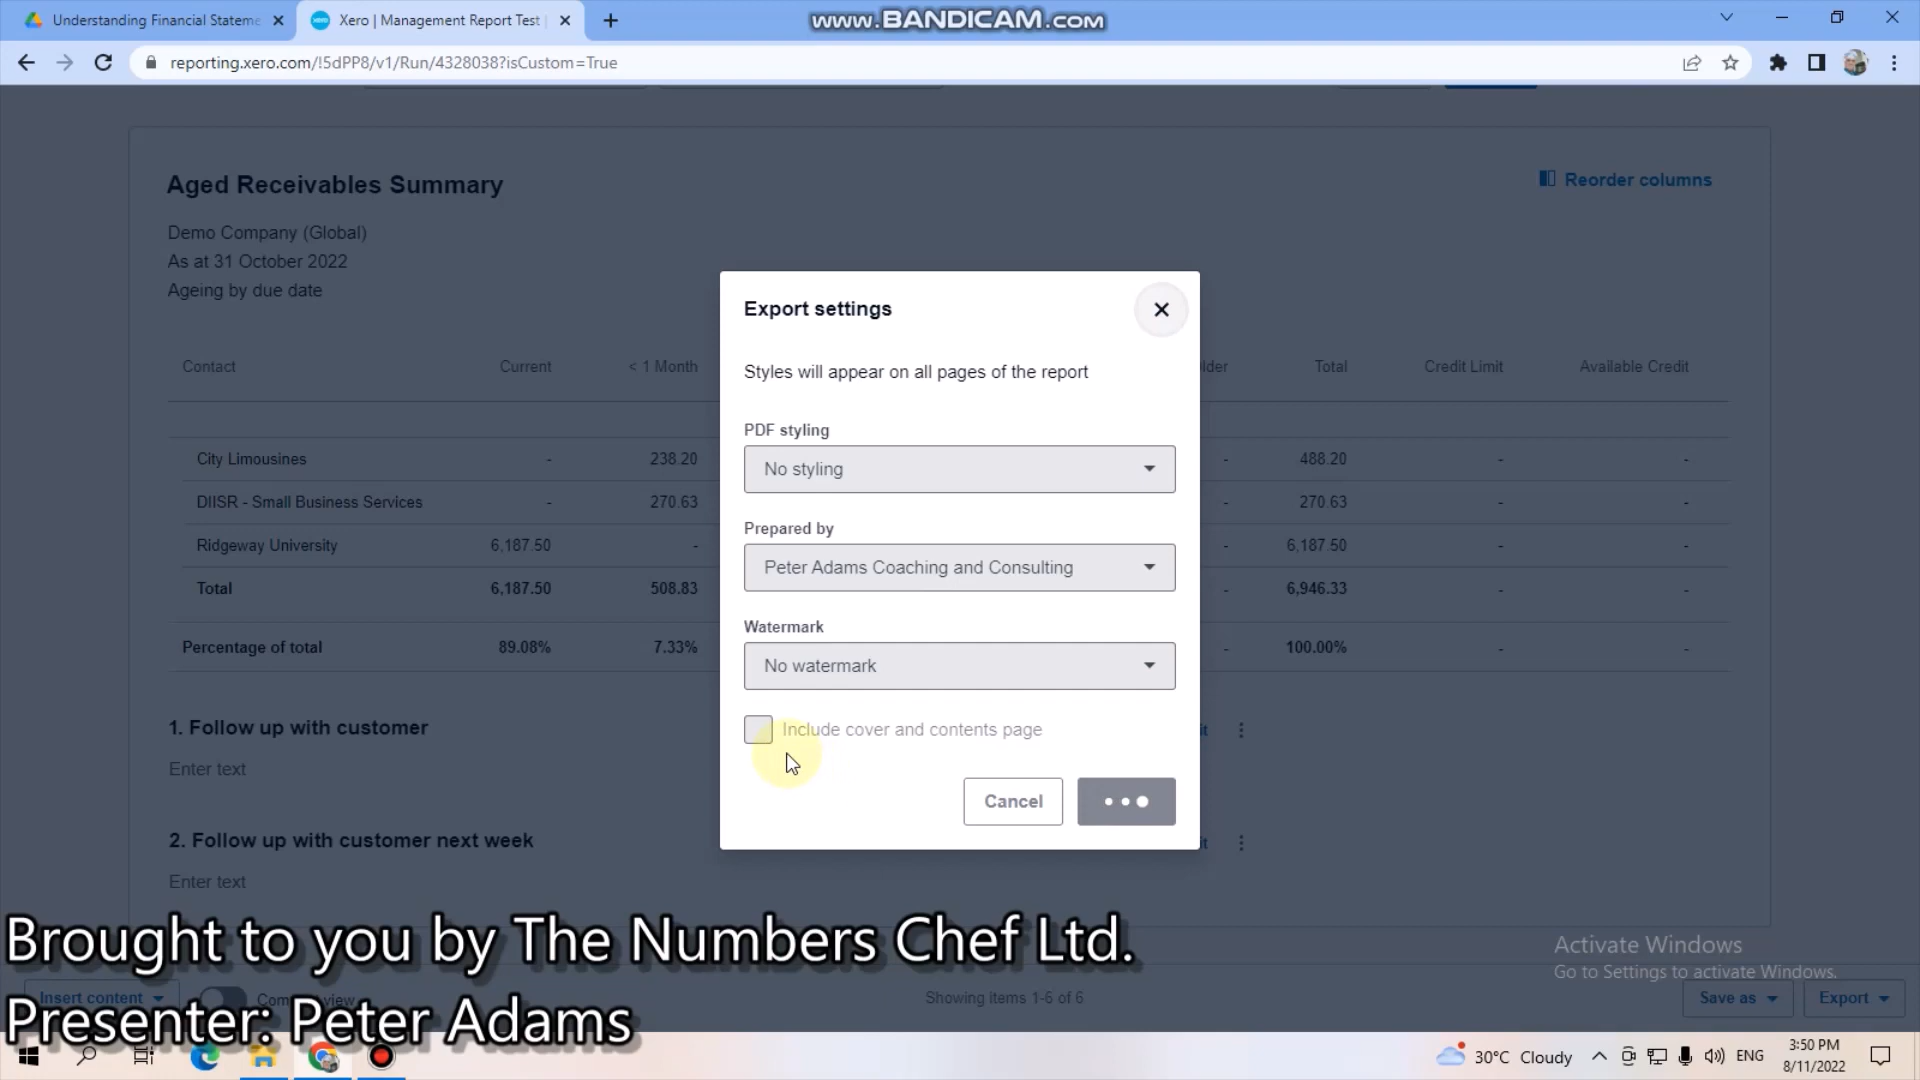 Understanding Financial Stateme
Xero | Management Report Test
www.BANDICAM.com
reporting.xero.com/!5dPP8/v1/Run/4328038?isCustom=True
Aged Receivables Summary
Reorder columns
Demo Company (Global)
As at 31 October 2022
Ageing by due date
Export settings
Styles will appear on all pages of the report
Contact Current < 1 Month lder Total Credit Limit Available Credit
PDF styling
No styling
City Limousines - 238.20 - 488.20 - -
DIISR - Small Business Services - 270.63 - 270.63 - -
Prepared by
Ridgeway University 6,187.50 - - 6,187.50 - -
Peter Adams Coaching and Consulting
Total 6,187.50 508.83 - 6,946.33 - -
Watermark
Percentage of total 89.08% 7.33% - 100.00% - -
No watermark
1. Follow up with customer
Include cover and contents page
it
Enter text
Cancel
2. Follow up with customer next week
it
Enter text
Brought to you by The Numbers Chef Ltd.
Presenter: Peter Adams
Activate Windows
Go to Settings to activate Windows.
Insert content
Showing items 1-6 of 6
Save as
Export
30°C Cloudy
ENG
3:50 PM
8/11/2022